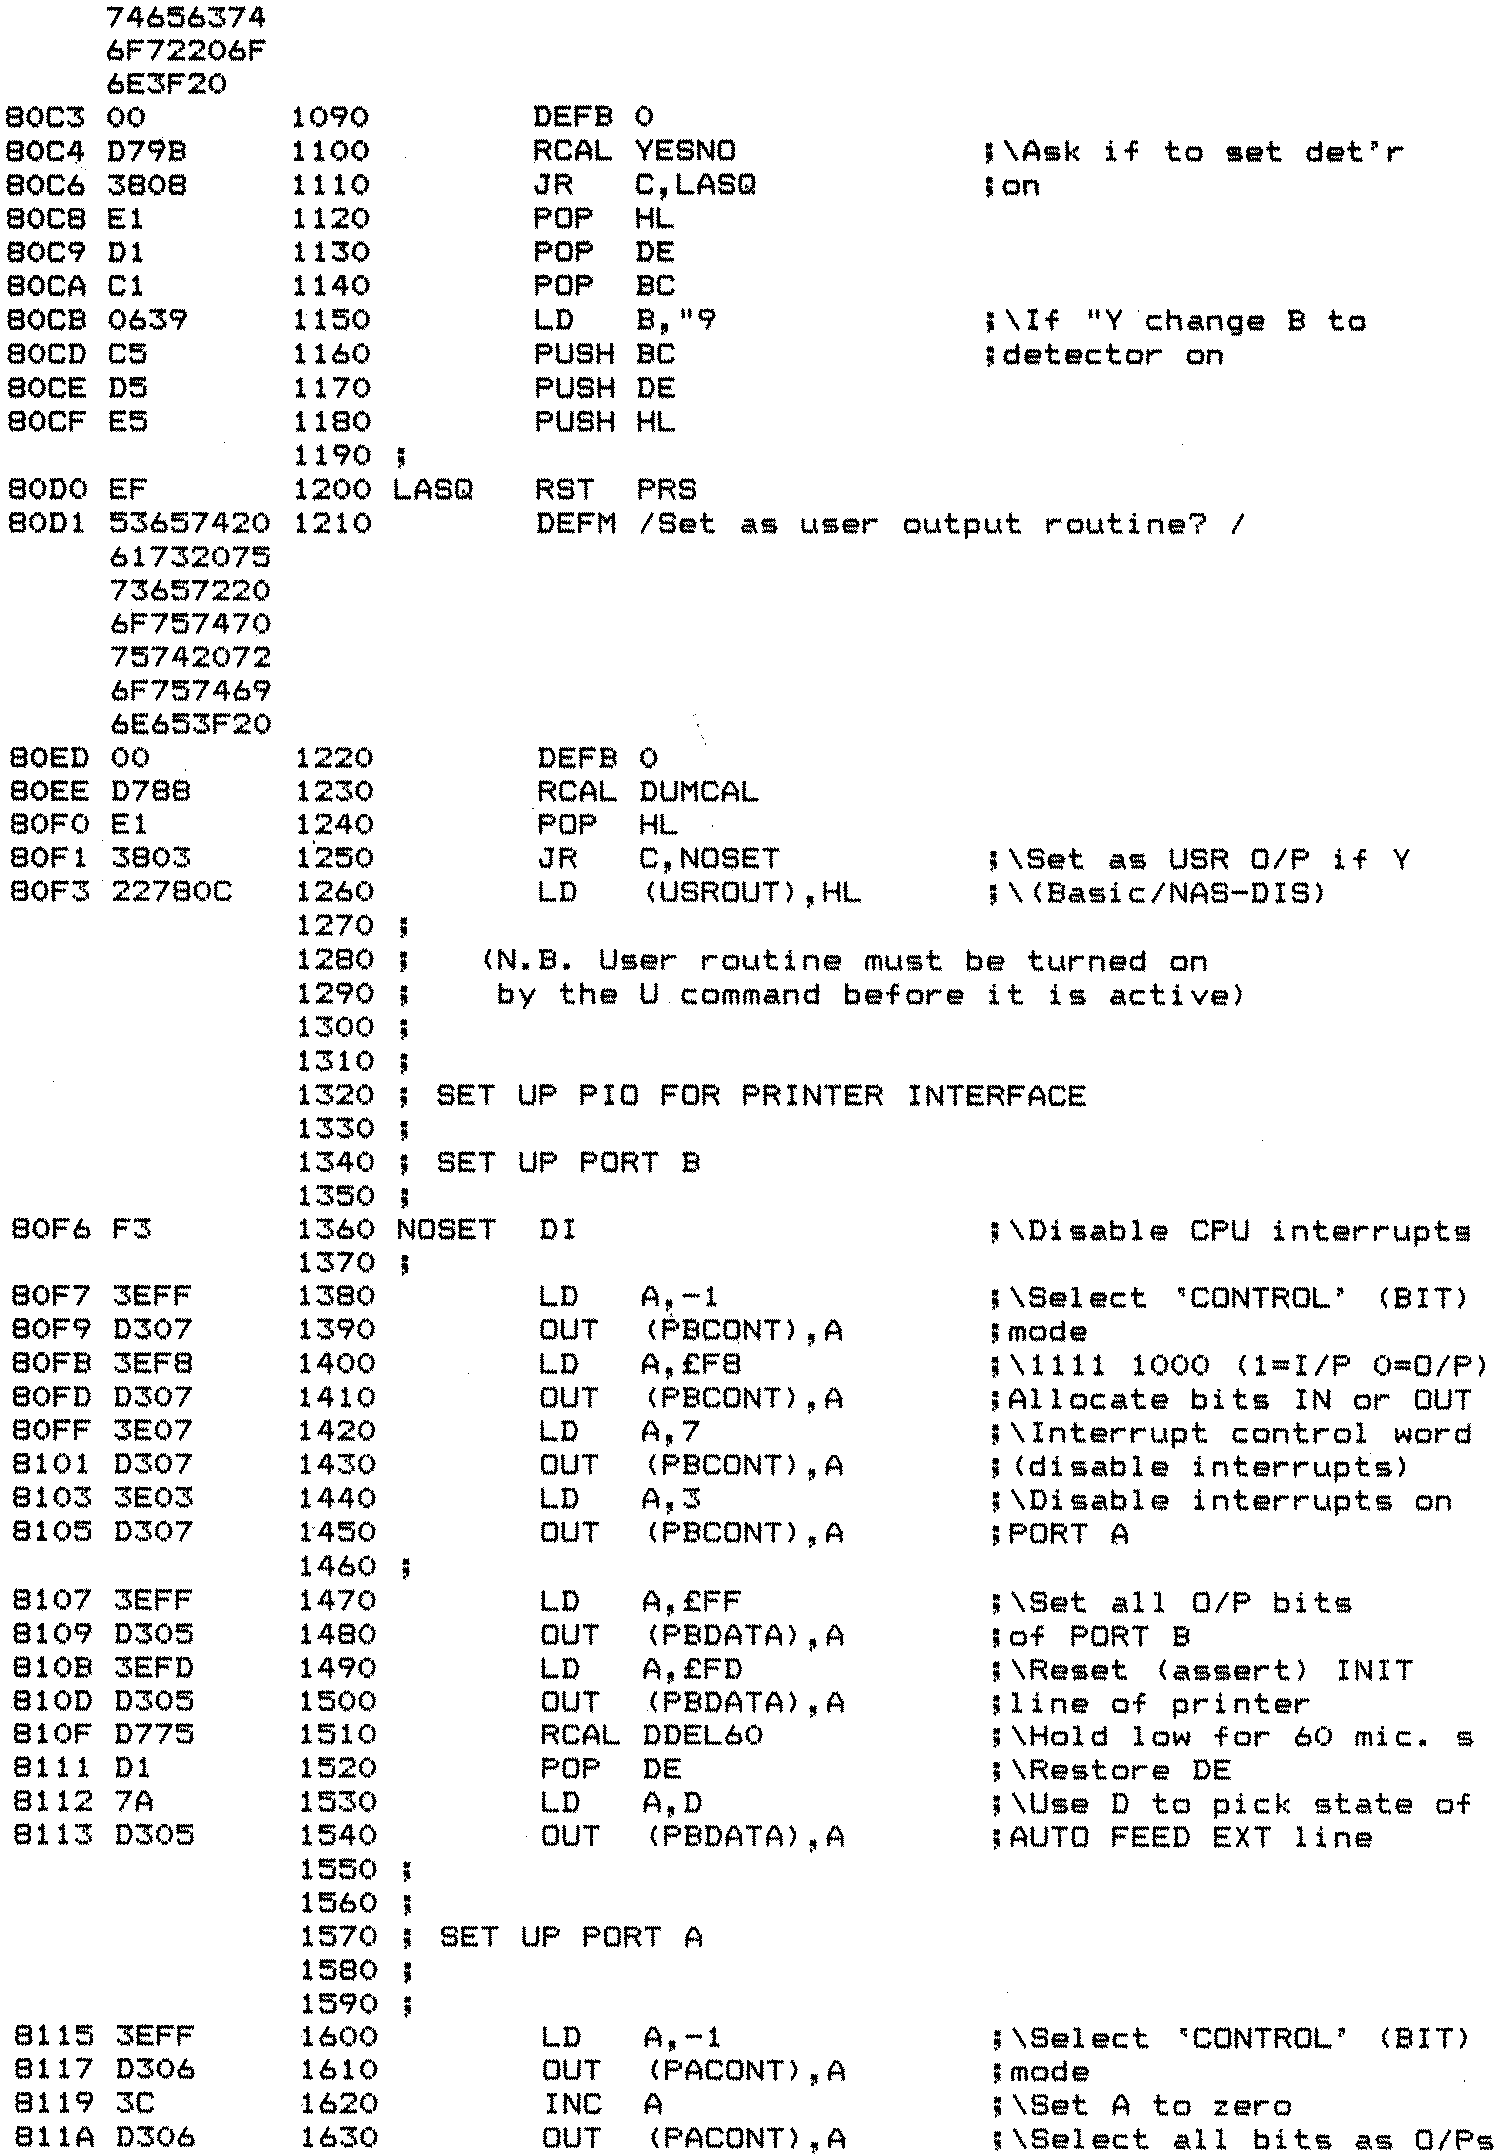 74656374
6F72206F
6E3F20
80C3 00 1090 DEFB 0
80C4 D79B 1100 RCAL YESNO ;\Ask if to set det'r
80C6 3808 1110 JR C,LASQ ;on
80C8 E1 1120 POP HL
80C9 D1 1130 POP DE
80CA C1 1140 POP BC
80CB 0639 1150 LD B,"9 ;\If "Y change B to
80CD C5 1160 PUSH BC ;detector on
80CE D5 1170 PUSH DE
80CF E5 1180 PUSH HL
1190 ;
80D0 EF 1200 LASQ RST PRS
80D1 53657420 1210 DEFM /Set as user output routine? /
61732075
73657220
6F757470
75742072
6F757469
6E653F20
80ED 00 1220 DEFB 0
80EE D788 1230 RCAL DUMCAL
80F0 E1 1240 POP HL
80F1 3803 1250 JR C,NOSET ;\Set as USR O/P if Y
80F3 22780C 1260 LD (USROUT),HL ;\(Basic/NAS-DIS)
1270 ;
1280 ; (N.B. User routine must be turned on
1290 ; by the U command before it is active)
1300 ;
1310 ;
1320 ; SET UP PIO FOR PRINTER INTERFACE
1330 ;
1340 ; SET UP PORT B
1350 ;
80F6 F3 1360 NOSET DI ;\Disable CPU interrupts
1370 ;
80F7 3EFF 1380 LD A,-1 ;\Select 'CONTROL' (BIT)
80F9 D307 1390 OUT (PBCONT),A ;mode
80FB 3EF8 1400 LD A,£F8 ;\1111 1000 (1=I/P 0=O/P)
80FD D307 1410 OUT (PBCONT),A ;Allocate bits IN or OUT
80FF 3E07 1420 LD A,7 ;\Interrupt control word
8101 D307 1430 OUT (PBCONT),A ;(disable interrupts)
8103 3E03 1440 LD A,3 ;\Disable interrupts on
8105 D307 1450 OUT (PBCONT),A ;PORT A
1460 ;
8107 3EFF 1470 LD A,£FF ;\Set all O/P bits
8109 D305 1480 OUT (PBDATA),A ;of PORT B
810B 3EFD 1490 LD A,£FD ;\Reset (assert) INIT
810D D305 1500 OUT (PBDATA),A ;line of printer
810F D775 1510 RCAL DDEL60 ;\Hold low for 60 mic. s
8111 D1 1520 POP DE ;\Restore DE
8112 7A 1530 LD A,D ;\Use D to pick state of
8113 D305 1540 OUT (PBDATA),A ;AUTO FEED EXT line
1550 ;
1560 ;
1570 ; SET UP PORT A
1580 ;
1590 ;
8115 3EFF 1600 LD A,-1 ;\Select 'CONTROL' (BIT)
8117 D306 1610 OUT (PACONT),A ;mode
8119 3C 1620 INC A ;\Set A to zero
811A D306 1630 OUT (PACONT),A ;\Select all bits as O/Ps